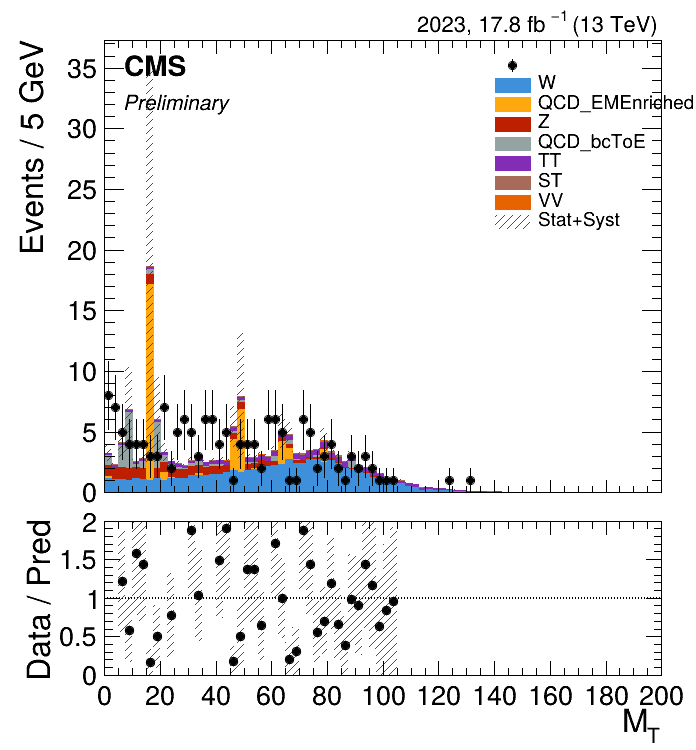 2023, 17.8 fb⁻¹ (13 TeV)
Events / 5 GeV
35
30
25
20
15
10
5
0
CMS
Preliminary
W
QCD_EMEnriched
Z
QCD_bcToE
TT
ST
VV
Stat+Syst
Data / Pred
2
1.5
1
0.5
0
0 20 40 60 80 100 120 140 160 180 200
M_T